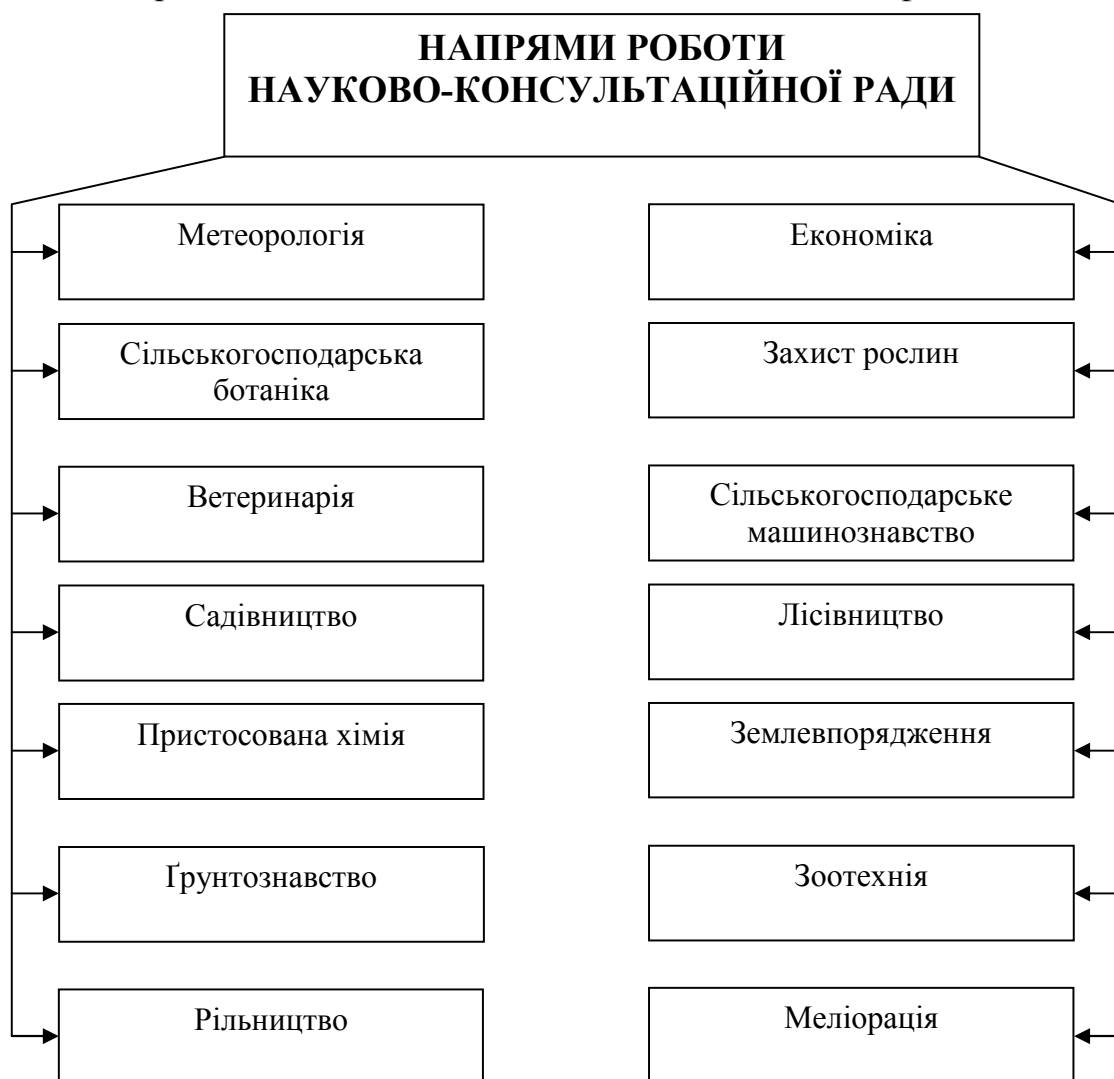 НАПРЯМИ РОБОТИ
НАУКОВО-КОНСУЛЬТАЦІЙНОЇ РАДИ
Метеорологія
Економіка
Сільськогосподарська
ботаніка
Захист рослин
Ветеринарія
Сільськогосподарське
машинознавство
Садівництво
Лісівництво
Пристосована хімія
Землевпорядження
Ґрунтознавство
Зоотехнія
Рільництво
Меліорація